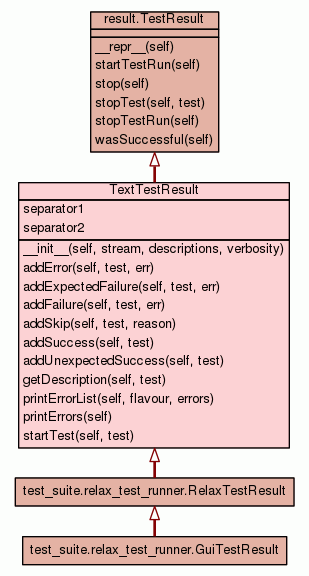 result.TestResult
__repr__(self)
startTestRun(self)
stop(self)
stopTest(self, test)
stopTestRun(self)
wasSuccessful(self)
TextTestResult
separator1
separator2
__init__(self, stream, descriptions, verbosity)
addError(self, test, err)
addExpectedFailure(self, test, err)
addFailure(self, test, err)
addSkip(self, test, reason)
addSuccess(self, test)
addUnexpectedSuccess(self, test)
getDescription(self, test)
printErrorList(self, flavour, errors)
printErrors(self)
startTest(self, test)
test_suite.relax_test_runner.RelaxTestResult
test_suite.relax_test_runner.GuiTestResult